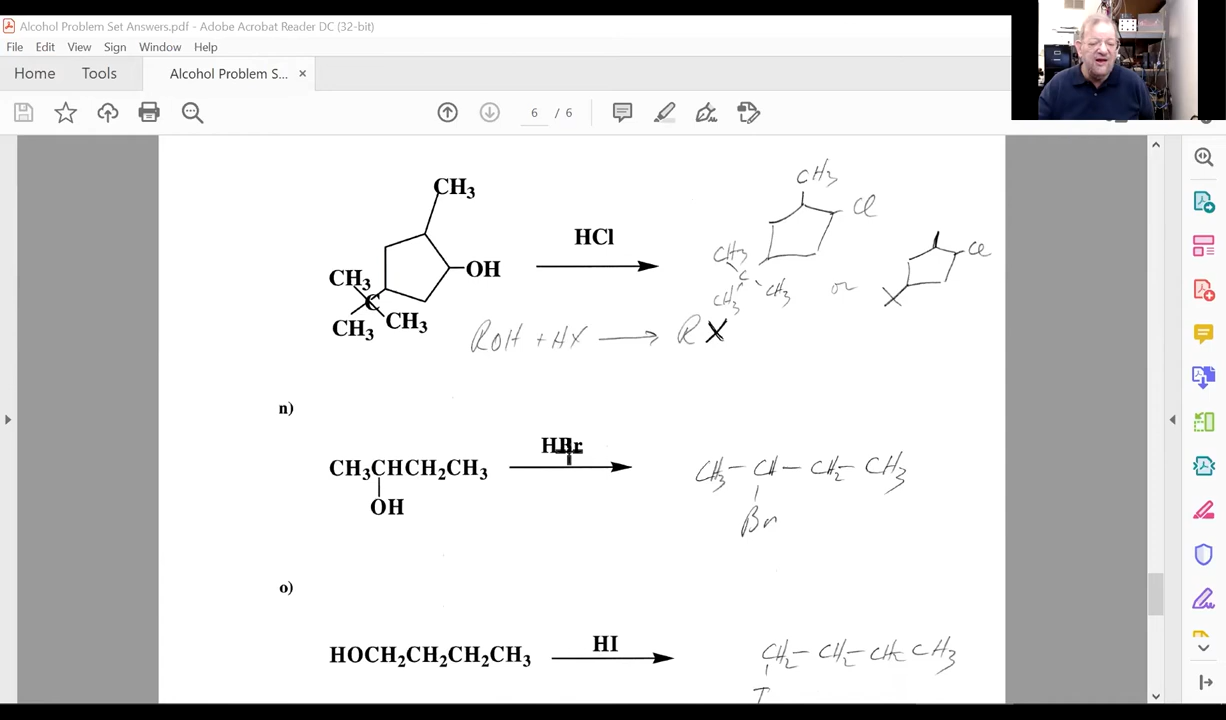 Alcohol Problem Set Answers.pdf - Adobe Acrobat Reader DC (32-bit)
File Edit View Sign Window Help
Home Tools Alcohol Problem S... ×
6 / 6
CH₃
OH
CH₃
C
CH₃
CH₃
HCl
CH₃
Cl
CH₃
C
CH₃
CH₃
or
Cl
ROH + HX → RX
n)
CH₃CHCH₂CH₃
OH
HBr
CH₃ - CH - CH₂ - CH₃
Br
o)
HOCH₂CH₂CH₂CH₃
HI
CH₂ - CH₂ - CH₂ CH₃
I